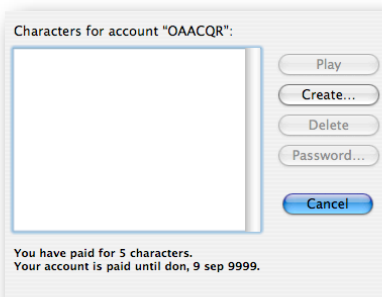 Characters for account “OAACQR”:
Play
Create...
Delete
Password...
Cancel
You have paid for 5 characters.
Your account is paid until don, 9 sep 9999.